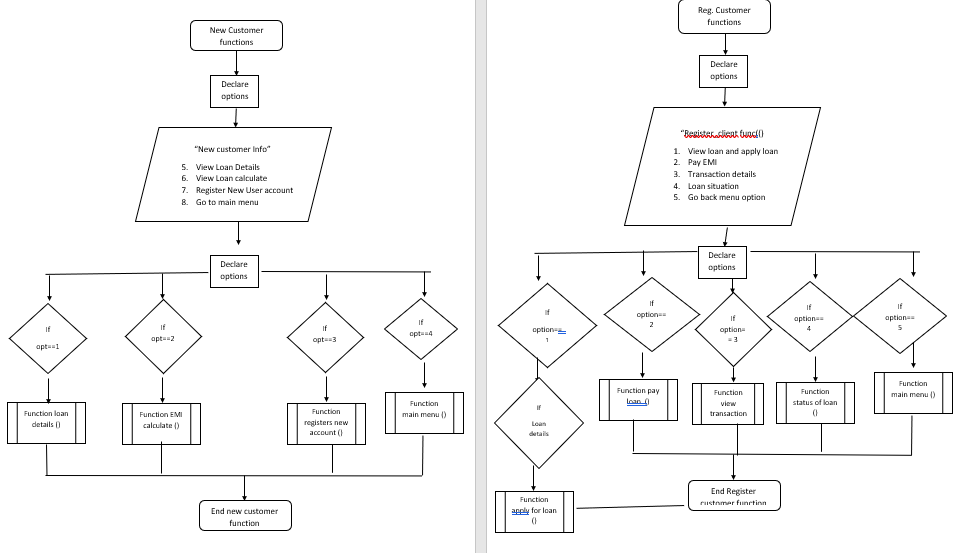 New Customer
functions
Declare
options
"New customer Info"
5. View Loan Details
6. View Loan calculate
7. Register New User account
8. Go to main menu
Declare
options
If
opt==1
If
opt==2
If
opt==3
If
opt==4
Function loan
details ()
Function EMI
calculate ()
Function
registers new
account ()
Function
main menu ()
End new customer
function
Reg. Customer
functions
Declare
options
"Register_client func(()
1. View loan and apply loan
2. Pay EMI
3. Transaction details
4. Loan situation
5. Go back menu option
Declare
options
If
option==
1
If
option==
2
If
option=
= 3
If
option==
4
If
option==
5
If
Loan
details
Function pay
loan ()
Function
view
transaction
Function
status of loan
()
Function
main menu ()
Function
apply for loan
()
End Register
customer function